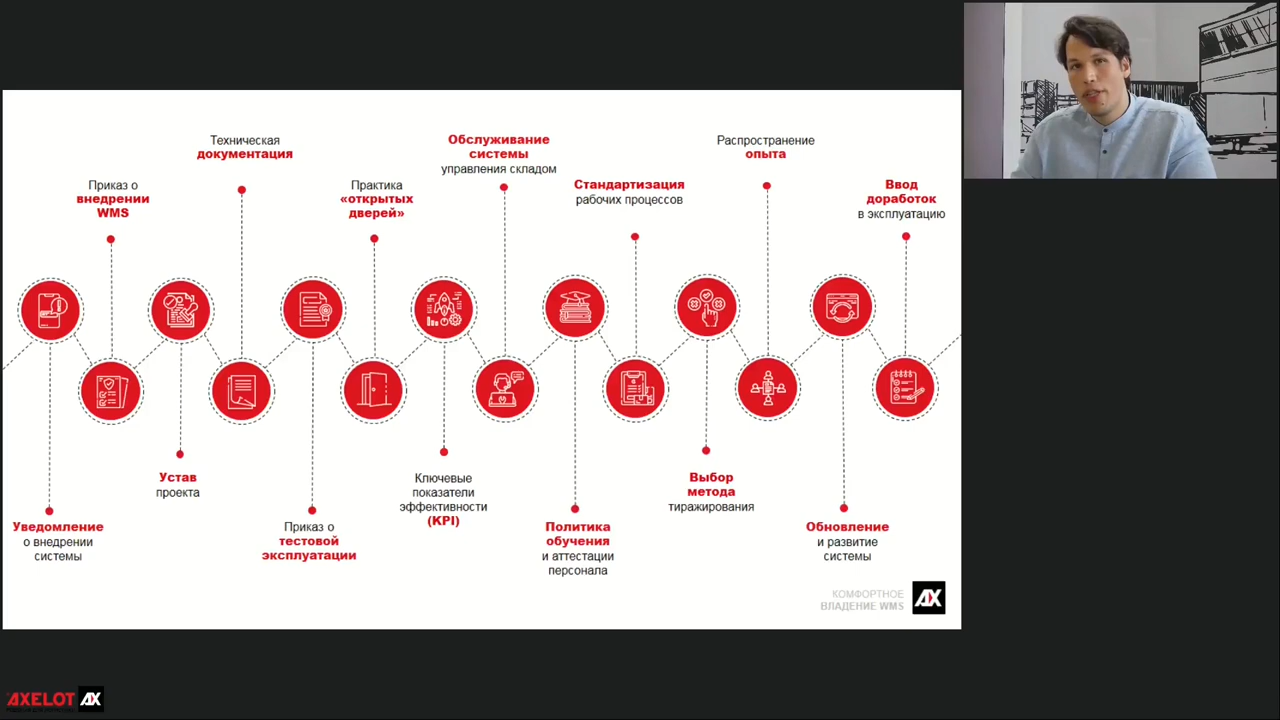 Техническая
документация
Обслуживание
системы
управления складом
Распространение
опыта
Приказ о
внедрении
WMS
Практика
«открытых
дверей»
Стандартизация
рабочих процессов
Ввод
доработок
в эксплуатацию
Устав
проекта
Ключевые
показатели
эффективности
(KPI)
Выбор
метода
тиражирования
Уведомление
о внедрении
системы
Приказ о
тестовой
эксплуатации
Политика
обучения
и аттестации
персонала
Обновление
и развитие
системы
КОМФОРТНОЕ
ВЛАДЕНИЕ WMS
AX
AXELOT AX